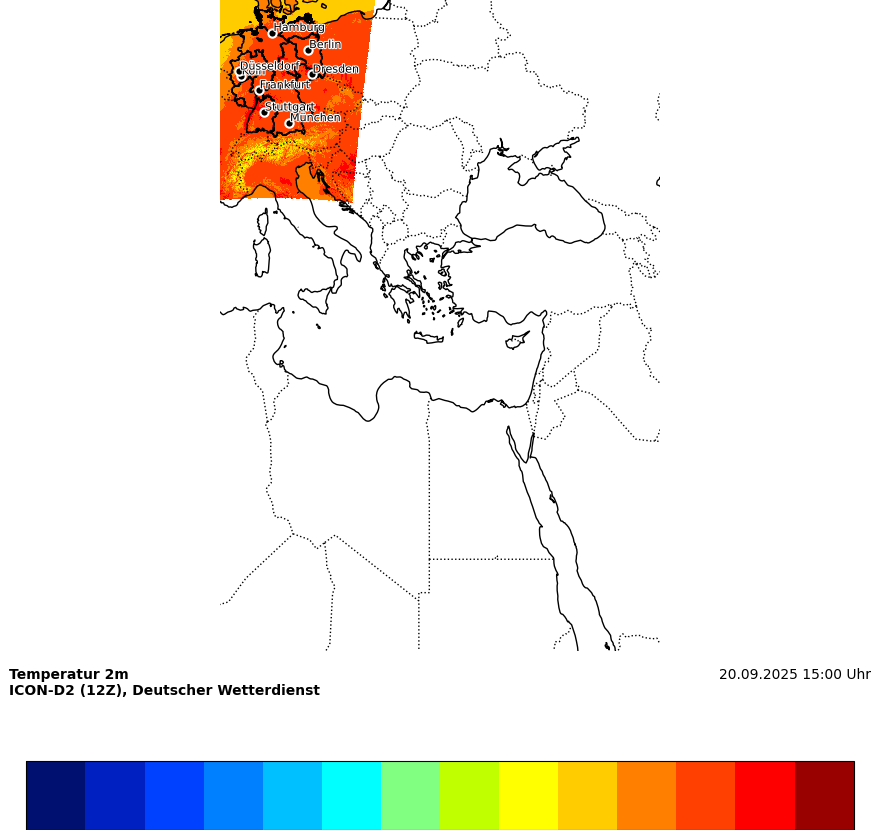 Hamburg
Berlin
Düsseldorf
Köln
Dresden
Frankfurt
Stuttgart
München
Temperatur 2m
20.09.2025 15:00 Uhr
ICON-D2 (12Z), Deutscher Wetterdienst